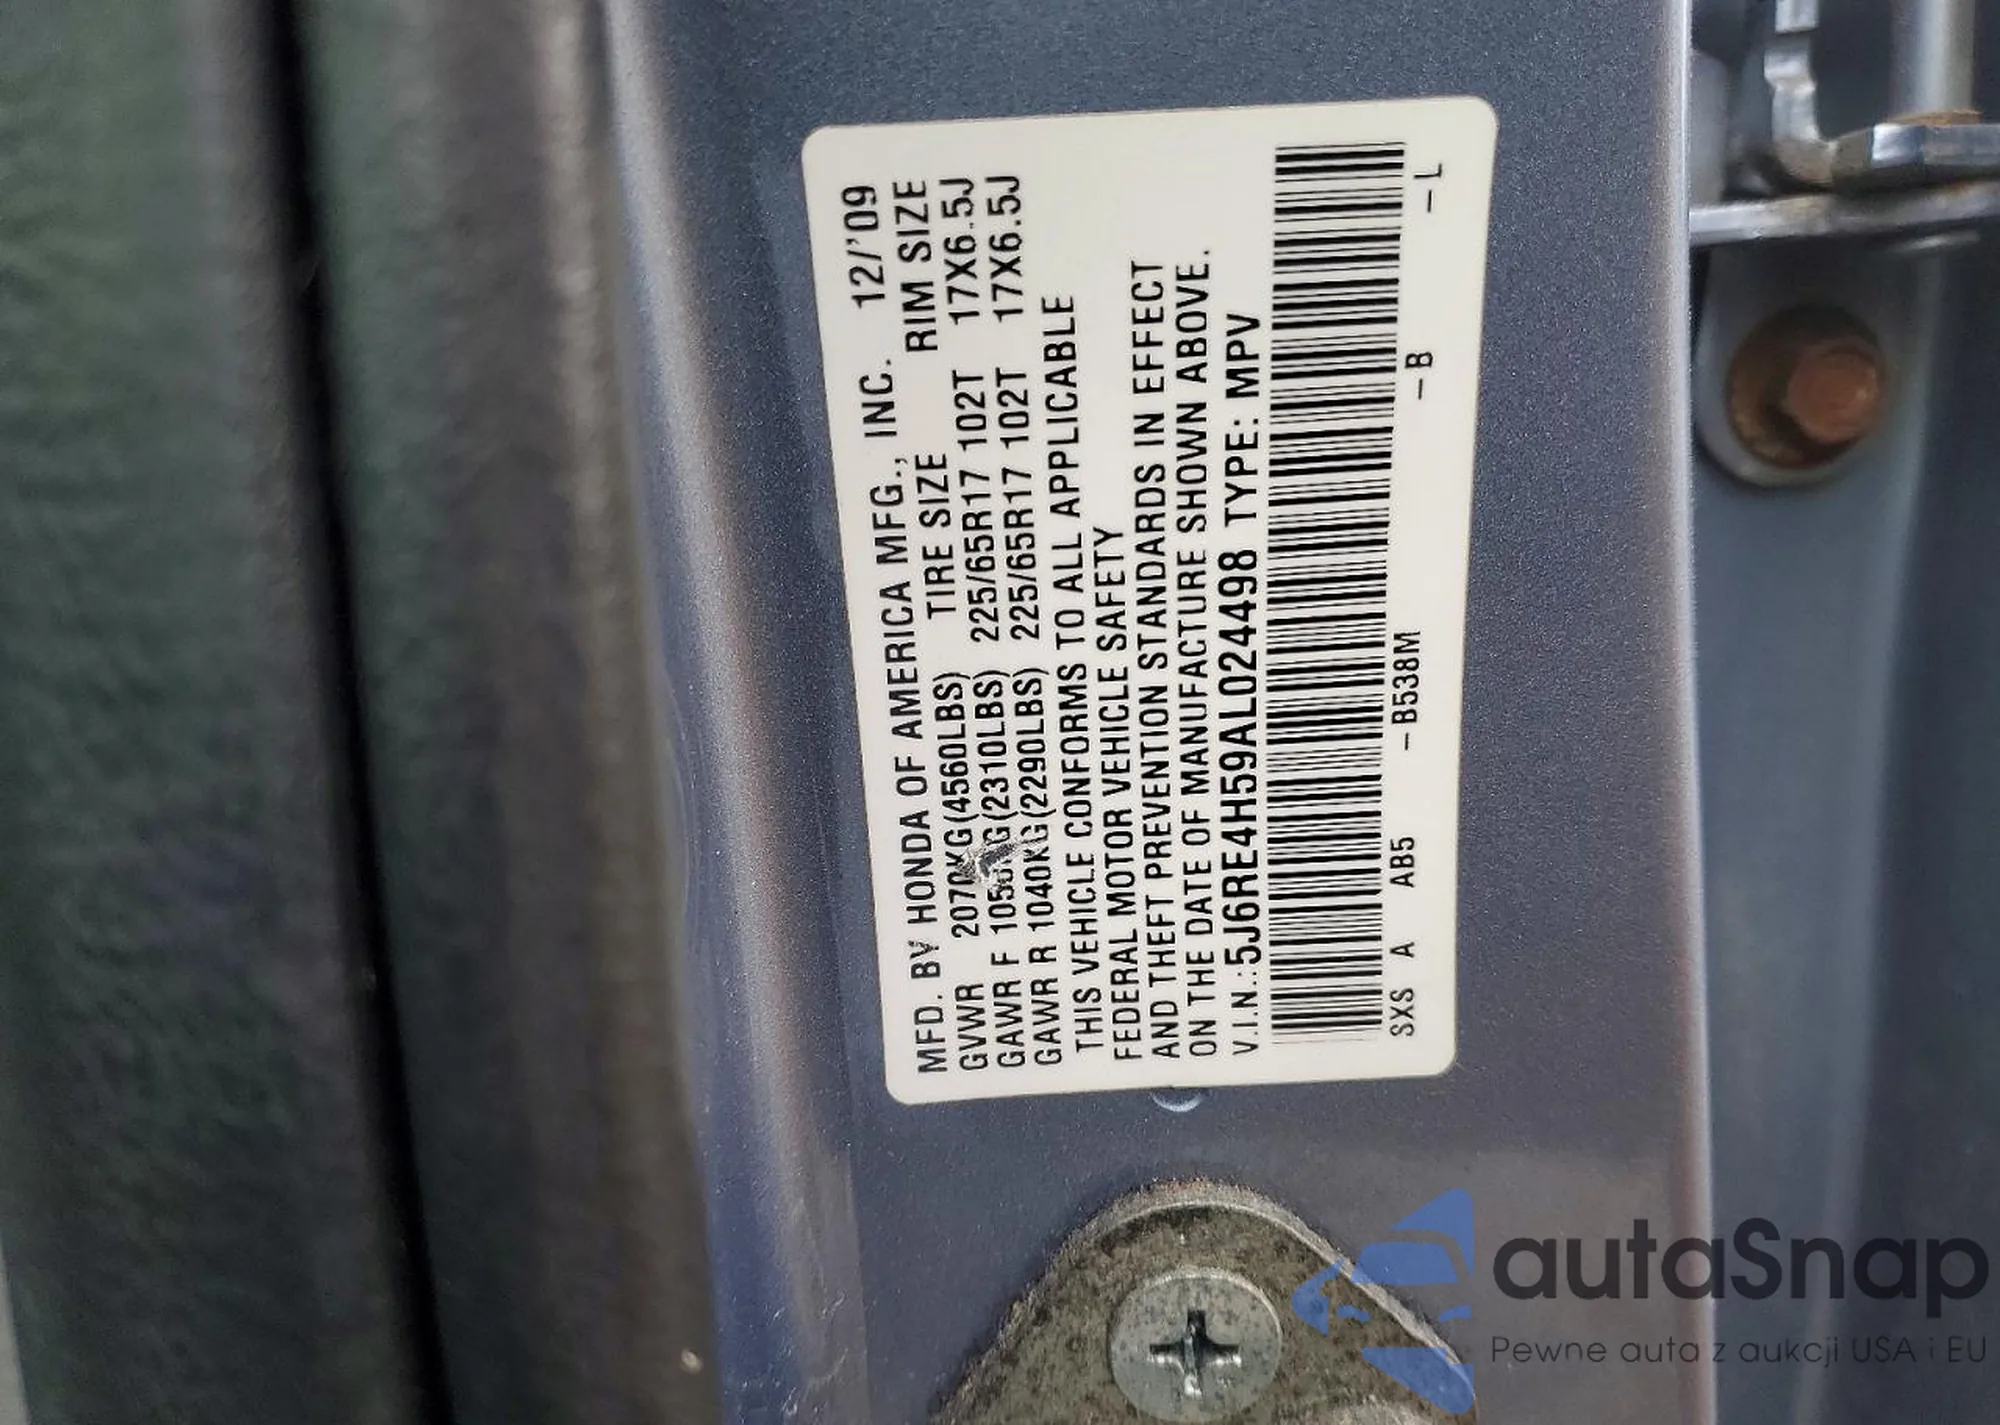 MFD. BY HONDA OF AMERICA MFG., INC. 12/'09
GVWR 2070KG(4560LBS) TIRE SIZE RIM SIZE
GAWR F 1050KG(2310LBS) 225/65R17 102T 17X6.5J
GAWR R 1040KG(2290LBS) 225/65R17 102T 17X6.5J
THIS VEHICLE CONFORMS TO ALL APPLICABLE
FEDERAL MOTOR VEHICLE SAFETY
AND THEFT PREVENTION STANDARDS IN EFFECT
ON THE DATE OF MANUFACTURE SHOWN ABOVE.
V.I.N.:5J6RE4H59AL024498 TYPE: MPV
SXS A AB5 -B538M -B -L
autaSnap
Pewne auta z aukcji USA i EU